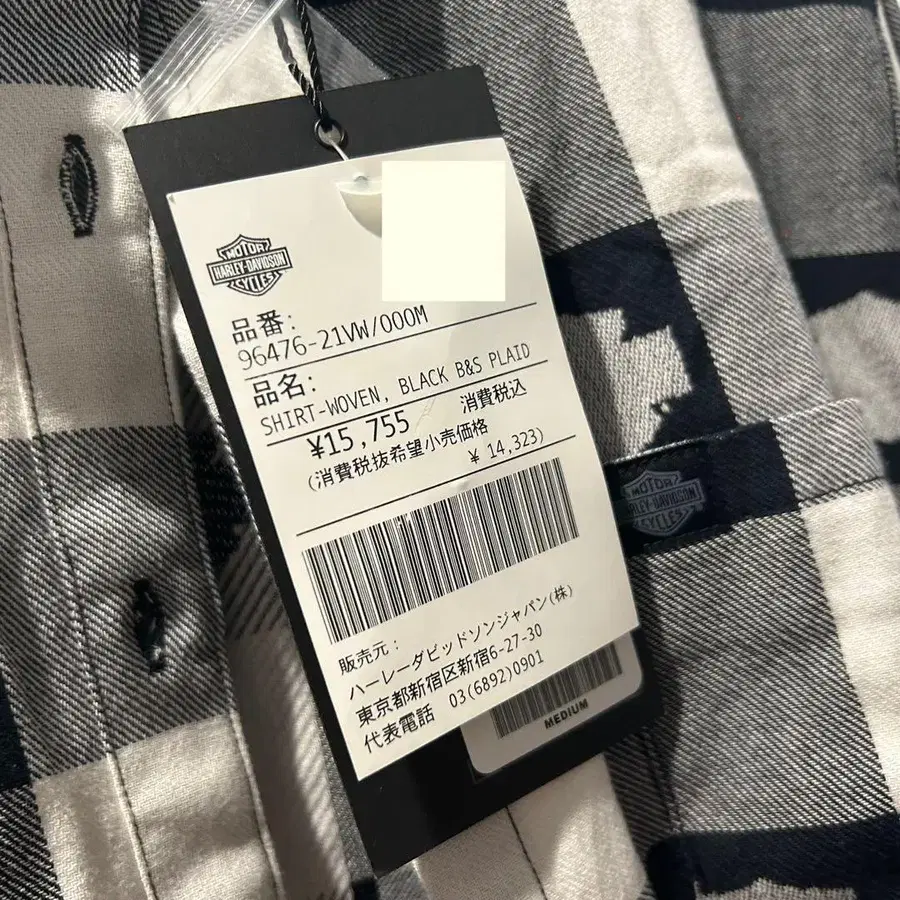 MOTOR
HARLEY-DAVIDSON
CYCLES
品番:
96476-21VW/000M
品名:
SHIRT-WOVEN, BLACK B&S PLAID
¥15,755 消費税込
(消費税抜希望小売価格
¥ 14,323)
販売元:
ハーレーダビッドソンジャパン(株)
東京都新宿区新宿6-27-30
代表電話 03(6892)0901
MEDIUM
MOTOR
HARLEY-DAVIDSON
CYCLES